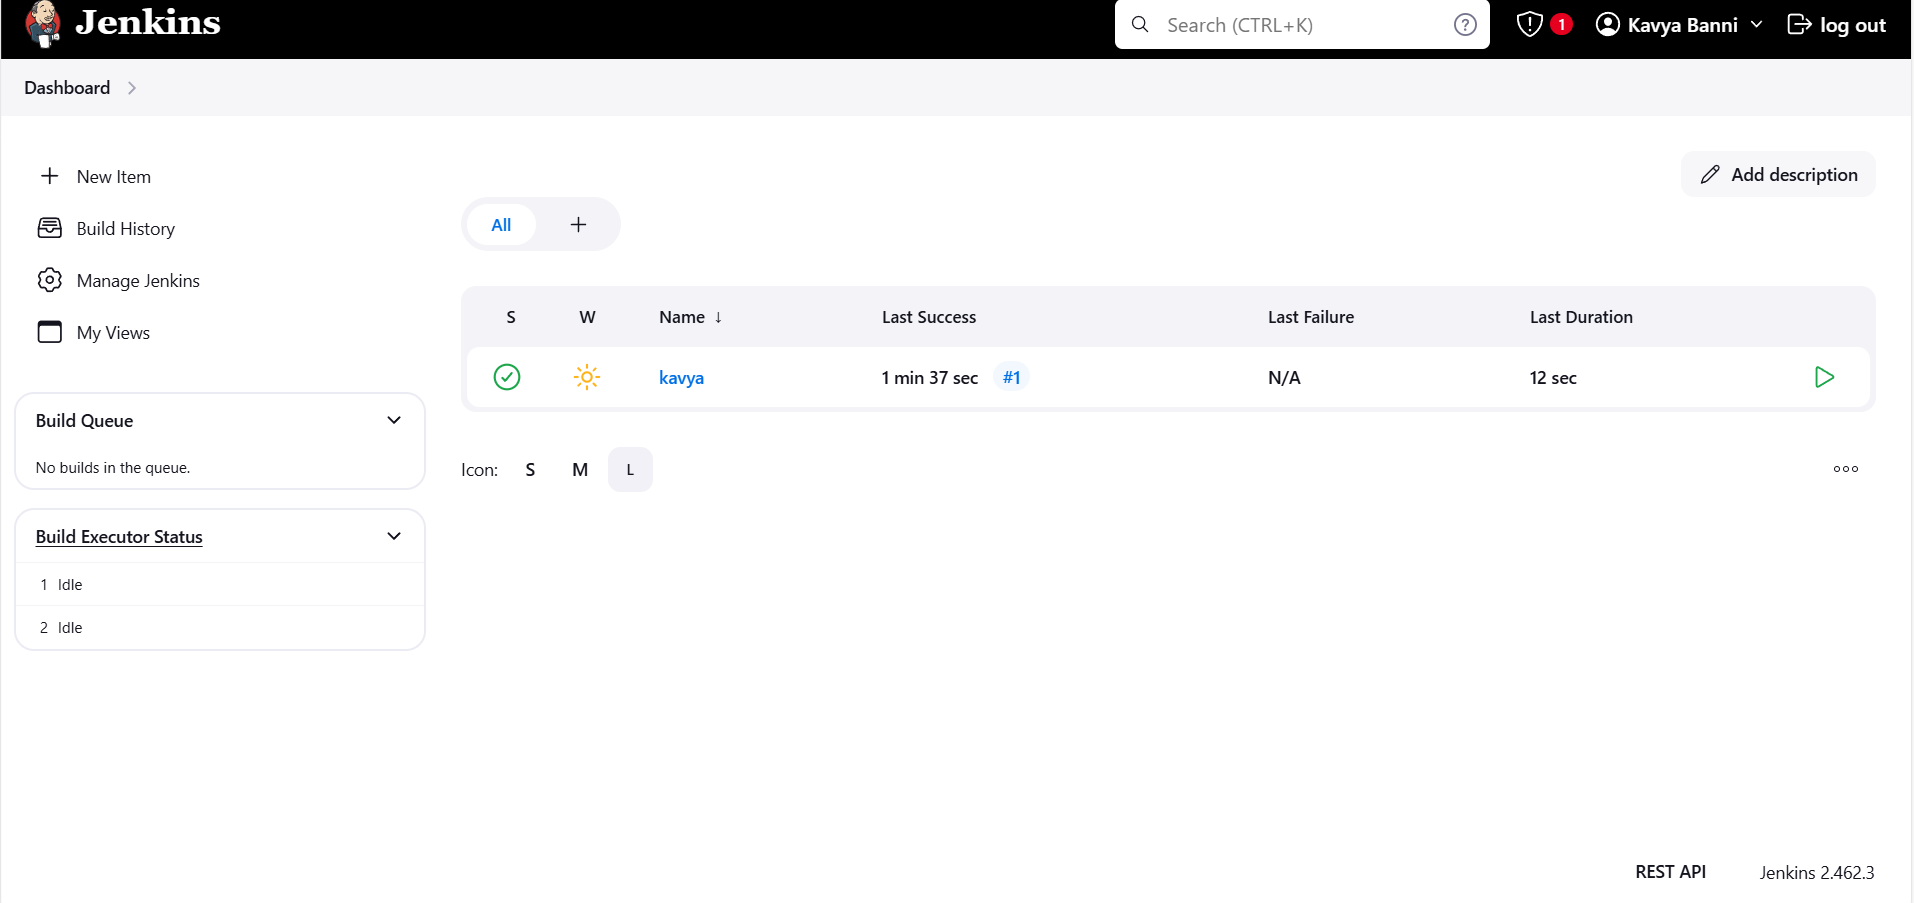 Jenkins
Search (CTRL+K)
1
Kavya Banni
log out
Dashboard
New Item
Build History
Manage Jenkins
My Views
Add description
All
S W Name ↓ Last Success Last Failure Last Duration
kavya 1 min 37 sec #1 N/A 12 sec
Icon: S M L
Build Queue
No builds in the queue.
Build Executor Status
1 Idle
2 Idle
REST API Jenkins 2.462.3